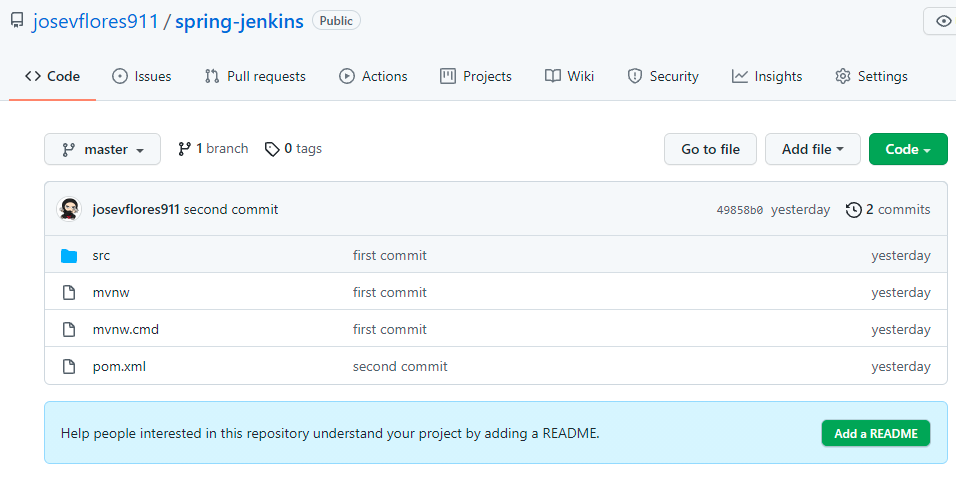 josevflores911 / spring-jenkins Public
Code Issues Pull requests Actions Projects Wiki Security Insights Settings
master 1 branch 0 tags Go to file Add file Code
josevflores911 second commit 49858b0 yesterday 2 commits
src first commit yesterday
mvnw first commit yesterday
mvnw.cmd first commit yesterday
pom.xml second commit yesterday
Help people interested in this repository understand your project by adding a README. Add a README